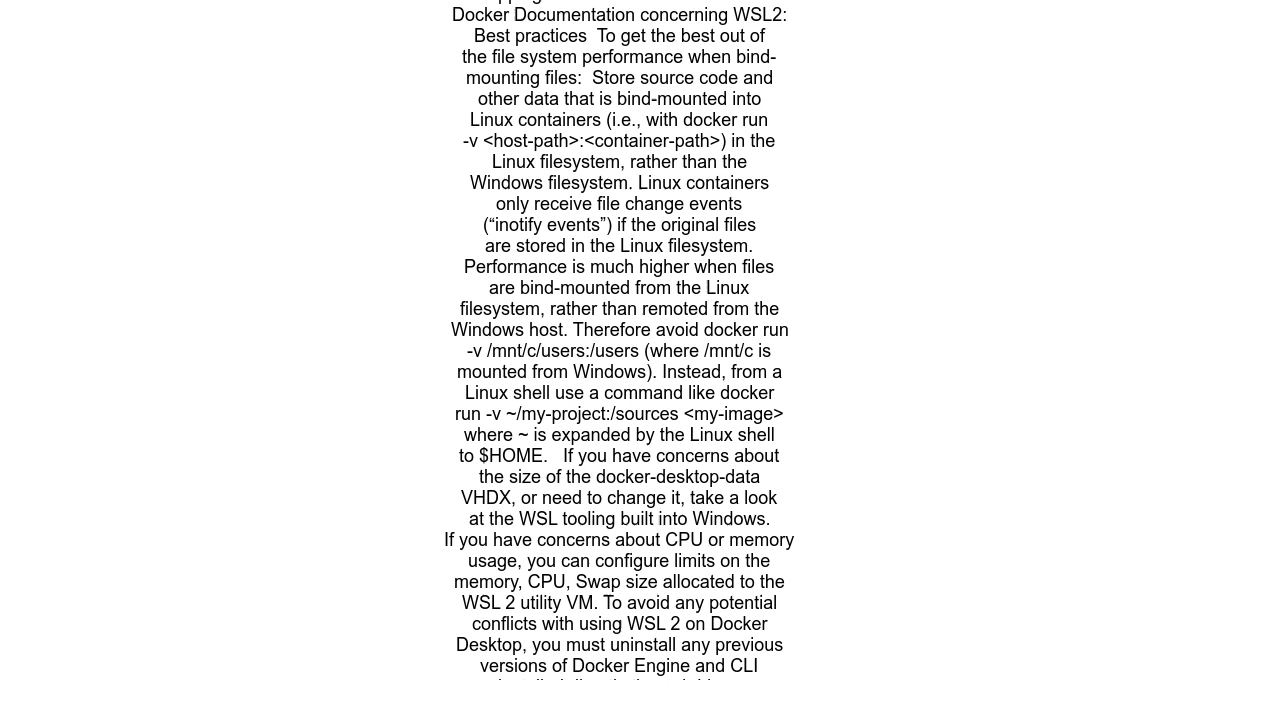 Docker Documentation concerning WSL2:
Best practices  To get the best out of
the file system performance when bind-
mounting files:  Store source code and
other data that is bind-mounted into
Linux containers (i.e., with docker run
-v <host-path>:<container-path>) in the
Linux filesystem, rather than the
Windows filesystem. Linux containers
only receive file change events
(“inotify events”) if the original files
are stored in the Linux filesystem.
Performance is much higher when files
are bind-mounted from the Linux
filesystem, rather than remoted from the
Windows host. Therefore avoid docker run
-v /mnt/c/users:/users (where /mnt/c is
mounted from Windows). Instead, from a
Linux shell use a command like docker
run -v ~/my-project:/sources <my-image>
where ~ is expanded by the Linux shell
to $HOME.   If you have concerns about
the size of the docker-desktop-data
VHDX, or need to change it, take a look
at the WSL tooling built into Windows.
If you have concerns about CPU or memory
usage, you can configure limits on the
memory, CPU, Swap size allocated to the
WSL 2 utility VM. To avoid any potential
conflicts with using WSL 2 on Docker
Desktop, you must uninstall any previous
versions of Docker Engine and CLI